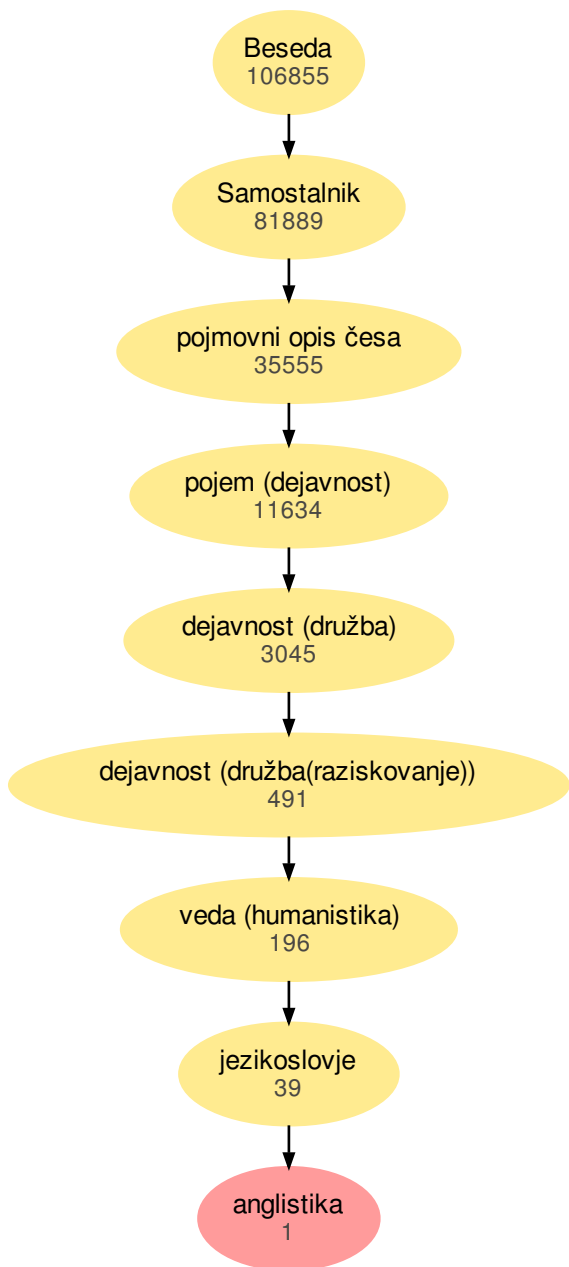 Beseda
106855
Samostalnik
81889
pojmovni opis česa
35555
pojem (dejavnost)
11634
dejavnost (družba)
3045
dejavnost (družba(raziskovanje))
491
veda (humanistika)
196
jezikoslovje
39
anglistika
1